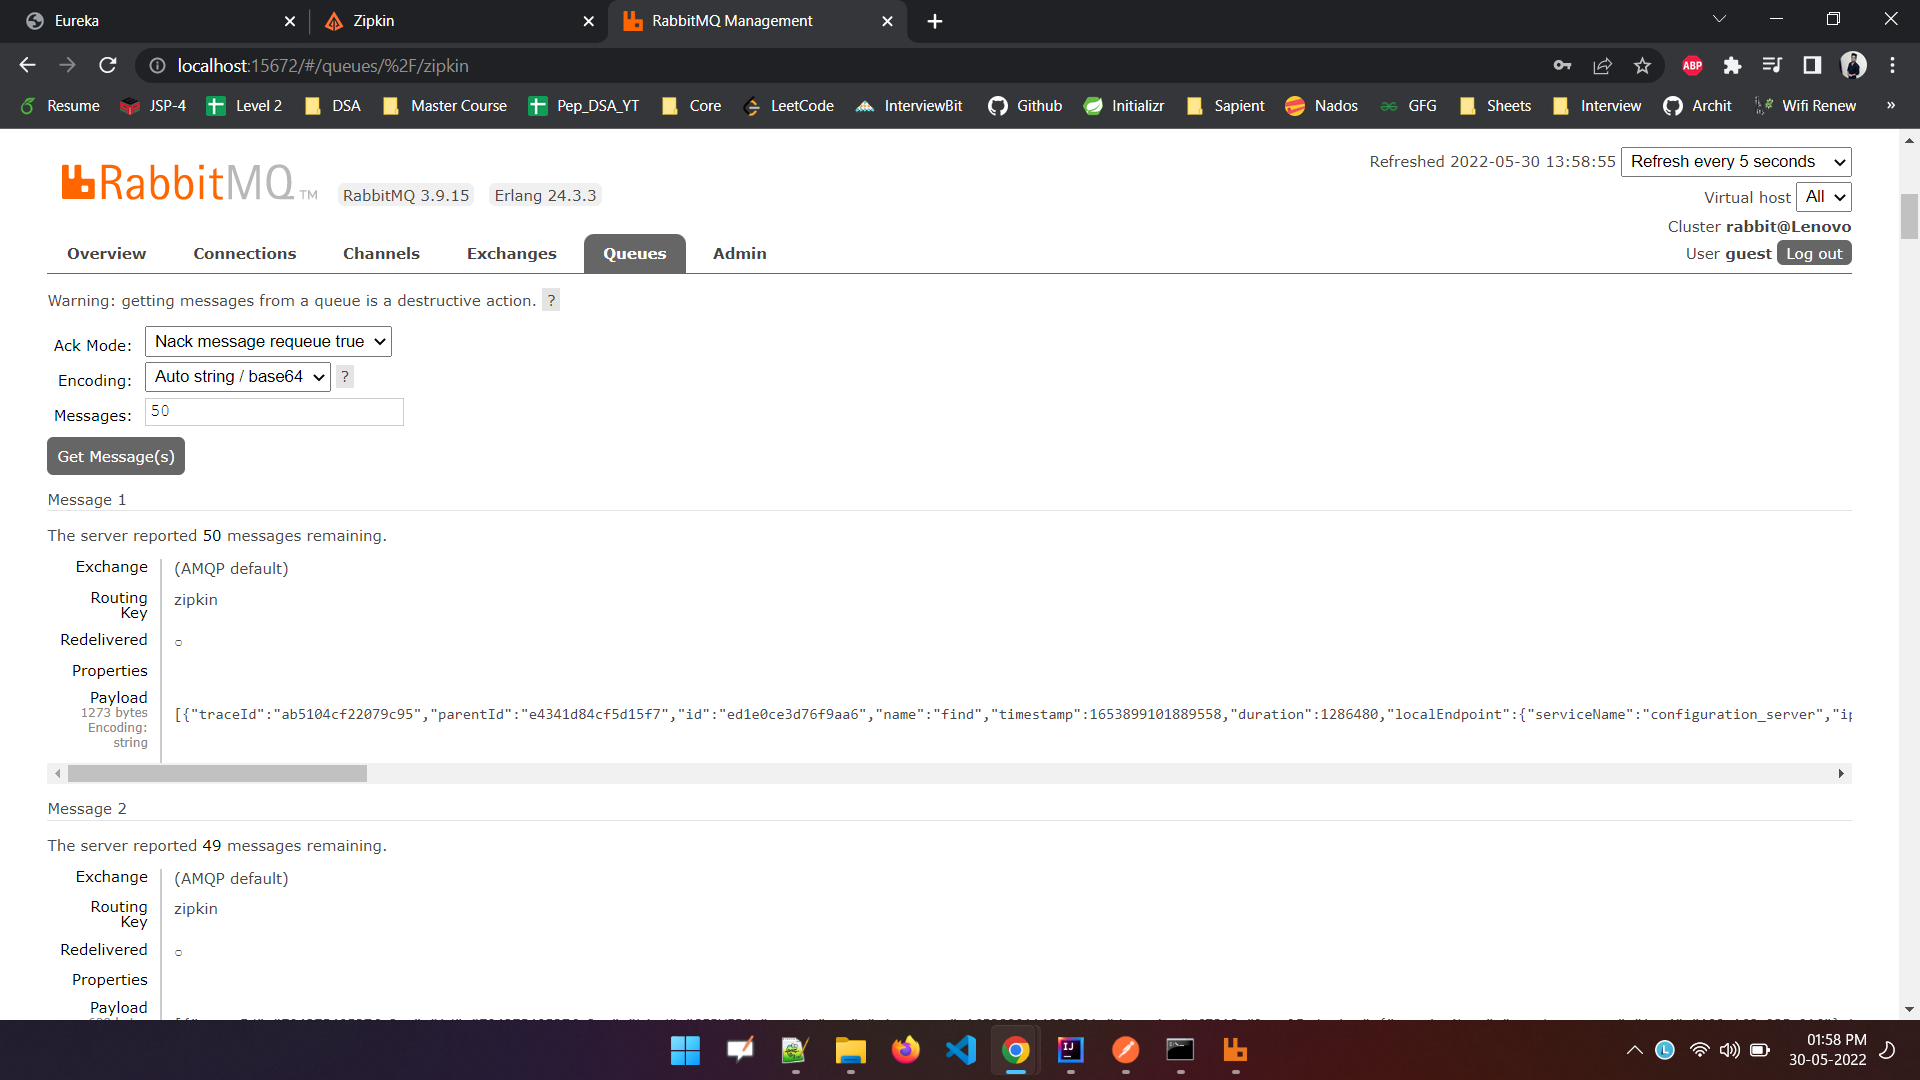 Eureka
Zipkin
RabbitMQ Management
localhost:15672/#/queues/%2F/zipkin
ABP
Resume JSP-4 Level 2 DSA Master Course Pep_DSA_YT Core LeetCode InterviewBit Github Initializr Sapient Nados GFG Sheets Interview Archit Wifi Renew »
RabbitMQ TM
RabbitMQ 3.9.15 Erlang 24.3.3
Refreshed 2022-05-30 13:58:55 Refresh every 5 seconds
Virtual host All
Cluster rabbit@Lenovo
User guest Log out
Overview Connections Channels Exchanges Queues Admin
Warning: getting messages from a queue is a destructive action. ?
Ack Mode: Nack message requeue true
Encoding: Auto string / base64 ?
Messages: 50
Get Message(s)
Message 1
The server reported 50 messages remaining.
Exchange (AMQP default)
Routing Key zipkin
Redelivered ○
Properties
Payload
1273 bytes
Encoding:
string
[{"traceId":"ab5104cf22079c95","parentId":"e4341d84cf5d15f7","id":"ed1e0ce3d76f9aa6","name":"find","timestamp":1653899101889558,"duration":1286480,"localEndpoint":{"serviceName":"configuration_server","ip
Message 2
The server reported 49 messages remaining.
Exchange (AMQP default)
Routing Key zipkin
Redelivered ○
Properties
Payload
IJ
L
01:58 PM
30-05-2022